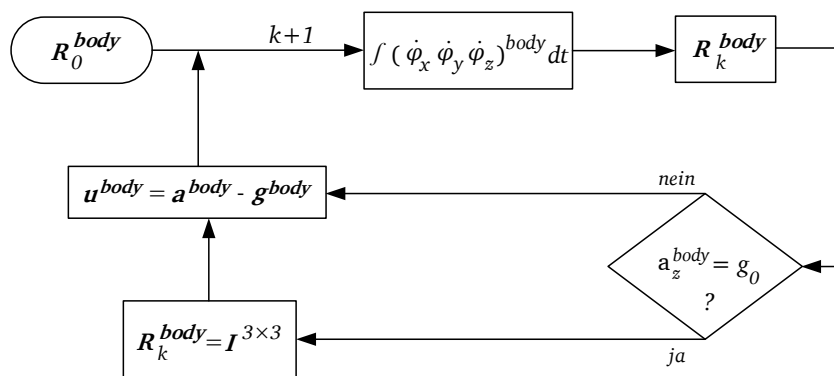 R_0^body
k+1
∫ ( φ̇_x φ̇_y φ̇_z )^body dt
R_k^body
u^body = a^body - g^body
nein
a_z^body = g_0
?
R_k^body = I^3×3
ja